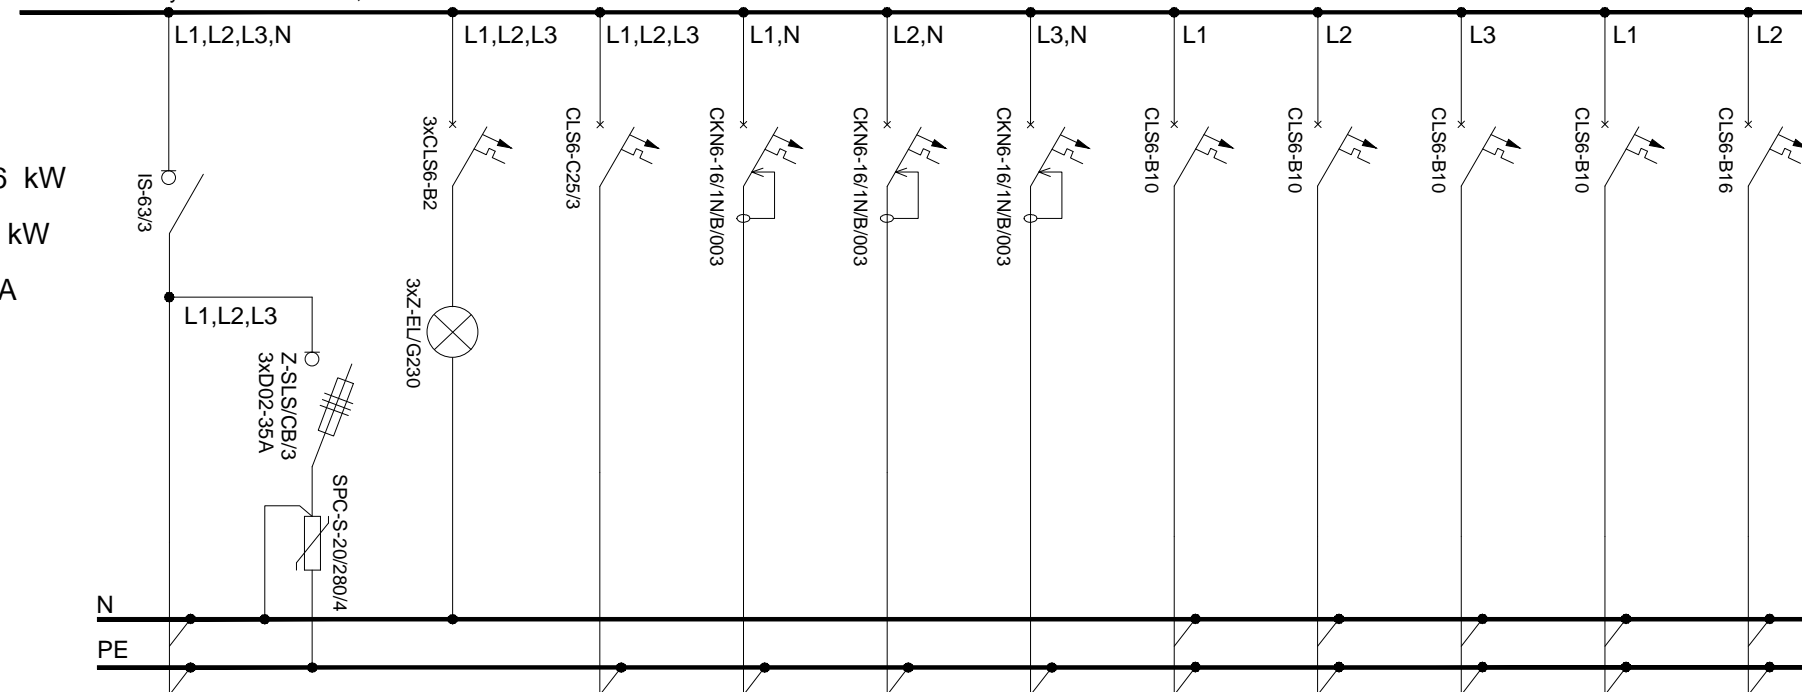 L1,L2,L3,N
L1,L2,L3
L1,L2,L3
L1,N
L2,N
L3,N
L1
L2
L3
L1
L2
6 kW
kW
A
IS-63/3
L1,L2,L3
Z-SLS/CB/3
3xD02-35A
SPC-S-20/280/4
3xCLS6-B2
3xZ-EL/G230
CLS6-C25/3
CKN6-16/1N/B/003
CKN6-16/1N/B/003
CKN6-16/1N/B/003
CLS6-B10
CLS6-B10
CLS6-B10
CLS6-B10
CLS6-B16
N
PE